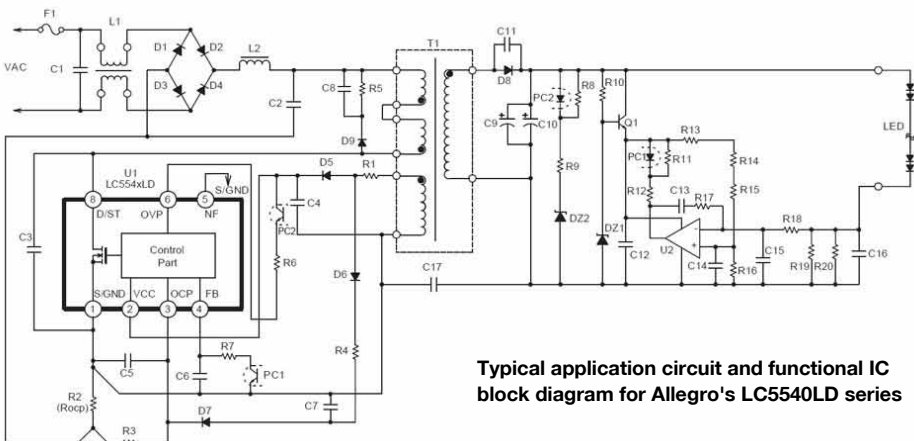 F1
L1
D1
D2
D3
D4
VAC
C1
L2
C2
C8
R5
D9
T1
C11
D8
C9
C10
PC2
R8
R9
DZ2
R10
Q1
DZ1
C12
PC1
R11
R12
R13
R14
R15
C13
R17
U2
-
+
C14
R16
C15
R18
R19
R20
C16
LED
U1
LC554xLD
S/GND
8
6
5
D/ST
OVP
NF
Control
Part
S/GND
VCC
OCP
FB
1
2
3
4
C3
D5
R1
C4
PC2
R6
D6
R4
C17
C5
C6
R7
PC1
C7
D7
R2
(Rocp)
R3
Typical application circuit and functional IC
block diagram for Allegro's LC5540LD series